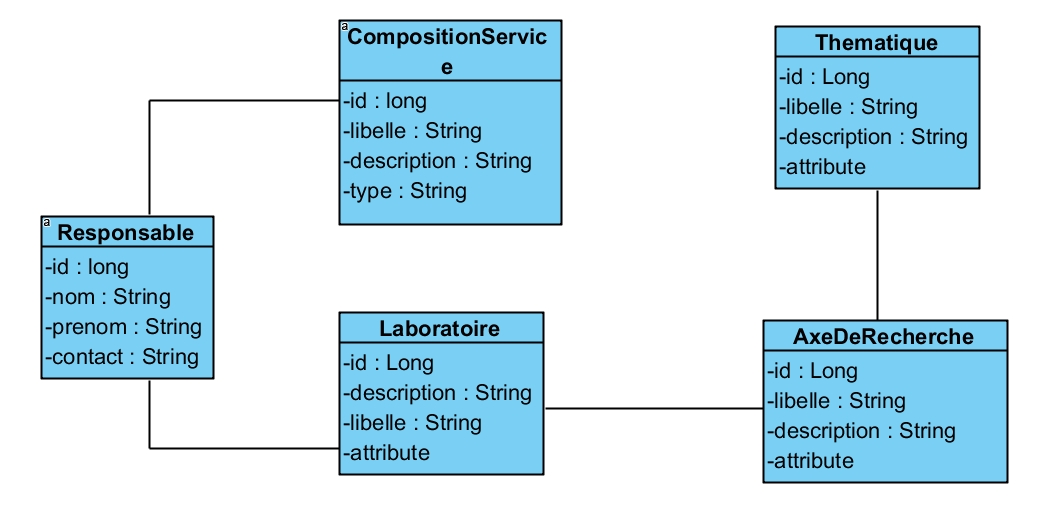 a
CompositionServic
e
-id : long
-libelle : String
-description : String
-type : String
Thematique
-id : Long
-libelle : String
-description : String
-attribute
a
Responsable
-id : long
-nom : String
-prenom : String
-contact : String
Laboratoire
-id : Long
-description : String
-libelle : String
-attribute
AxeDeRecherche
-id : Long
-libelle : String
-description : String
-attribute